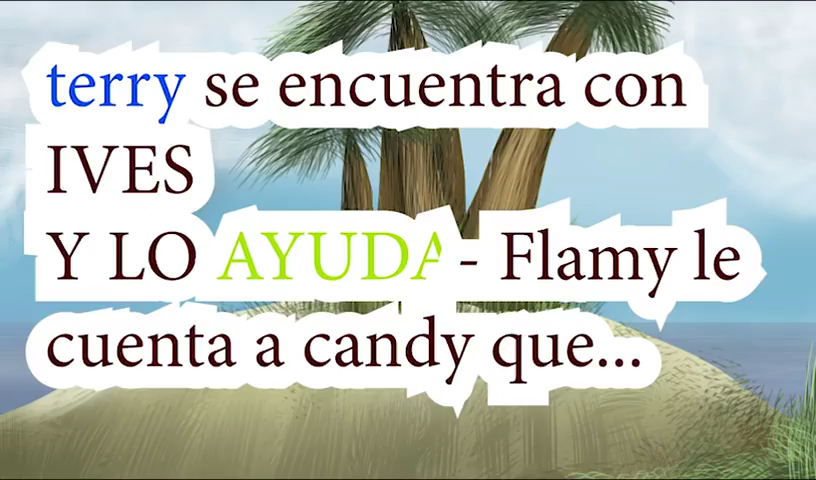 terry se encuentra con
IVES
Y LO AYUDA - Flamy le
cuenta a candy que...